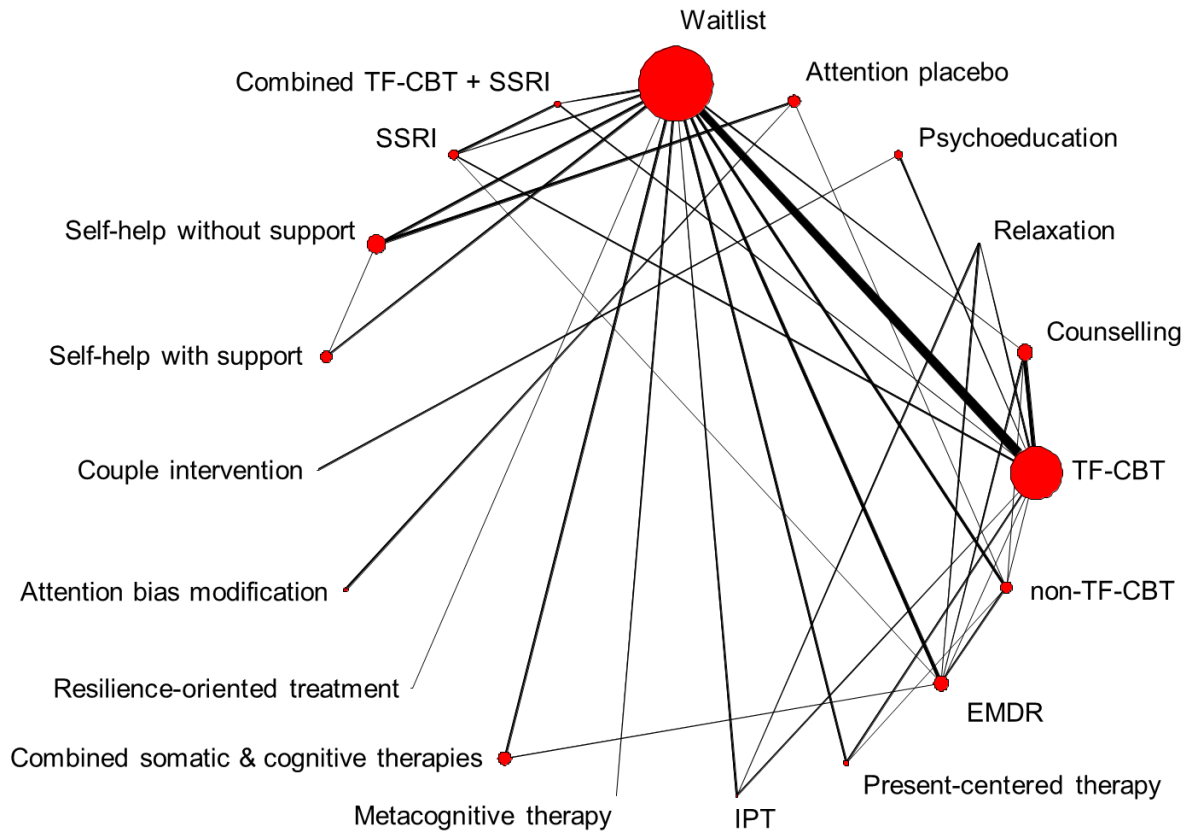 Waitlist
Attention placebo
Combined TF-CBT + SSRI
Psychoeducation
SSRI
Relaxation
Self-help without support
Counselling
Self-help with support
TF-CBT
Couple intervention
non-TF-CBT
Attention bias modification
Resilience-oriented treatment
EMDR
Combined somatic & cognitive therapies
Present-centered therapy
Metacognitive therapy
IPT